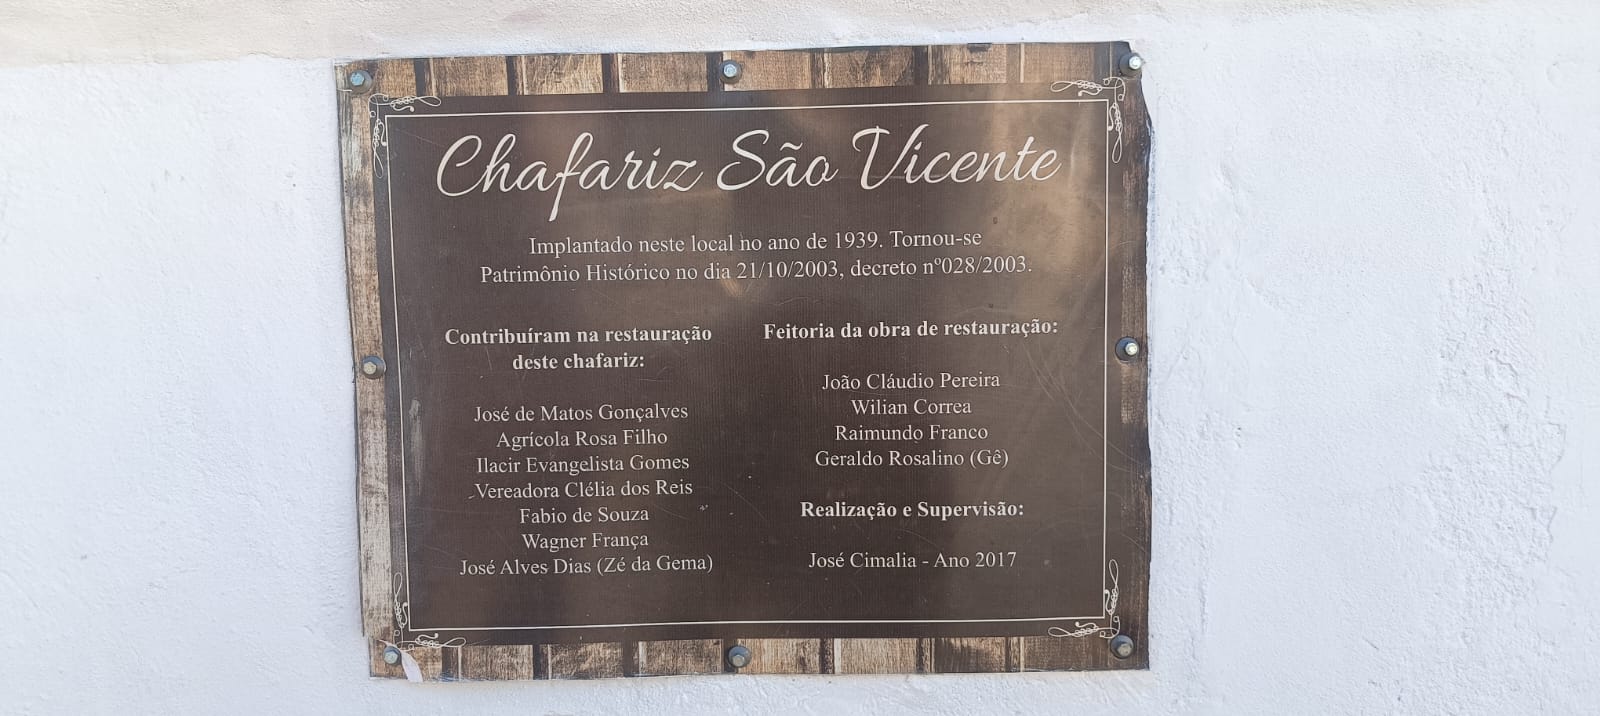 Chafariz São Vicente
Implantado neste local no ano de 1939. Tornou-se
Patrimônio Histórico no dia 21/10/2003, decreto nº028/2003.
Contribuíram na restauração
deste chafariz:
José de Matos Gonçalves
Agrícola Rosa Filho
Ilacir Evangelista Gomes
Vereadora Clélia dos Reis
Fabio de Souza
Wagner França
José Alves Dias (Zé da Gema)
Feitoria da obra de restauração:
João Cláudio Pereira
Wilian Correa
Raimundo Franco
Geraldo Rosalino (Gê)
Realização e Supervisão:
José Cimalia - Ano 2017